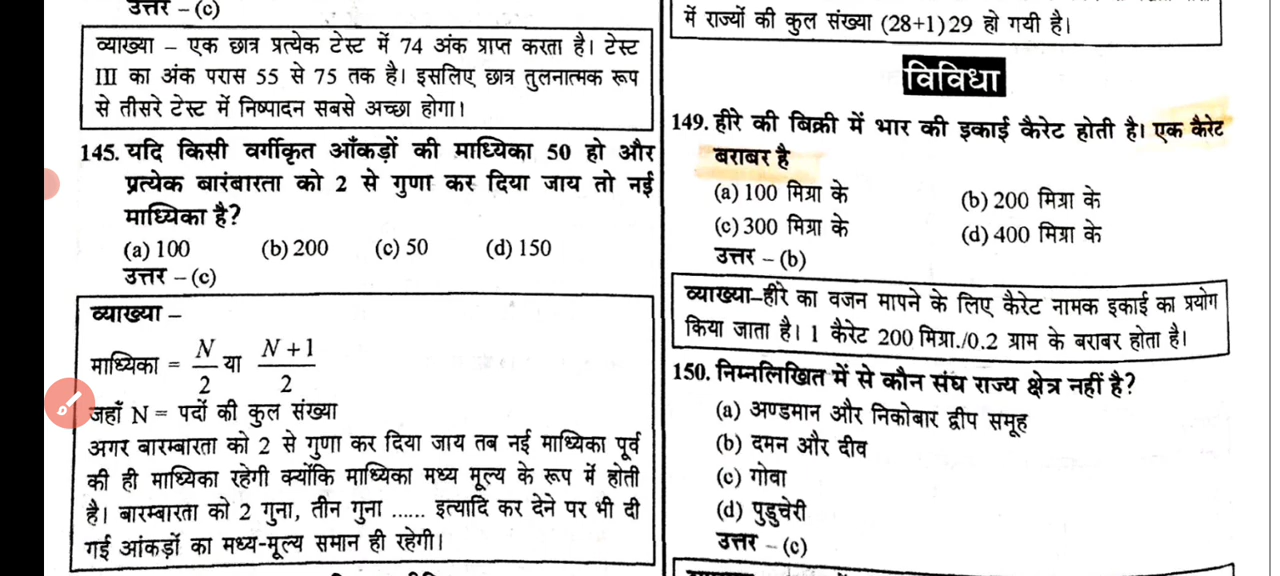 उत्तर – (c)
व्याख्या – एक छात्र प्रत्येक टेस्ट में 74 अंक प्राप्त करता है। टेस्ट
III का अंक परास 55 से 75 तक है। इसलिए छात्र तुलनात्मक रूप
से तीसरे टेस्ट में निष्पादन सबसे अच्छा होगा।
145. यदि किसी वर्गीकृत आँकड़ों की माध्यिका 50 हो और
प्रत्येक बारंबारता को 2 से गुणा कर दिया जाय तो नई
माध्यिका है?
(a) 100 (b) 200 (c) 50 (d) 150
उत्तर – (c)
व्याख्या –
माध्यिका = N/2 या (N+1)/2
जहाँ N = पदों की कुल संख्या
अगर बारम्बारता को 2 से गुणा कर दिया जाय तब नई माध्यिका पूर्व
की ही माध्यिका रहेगी क्योंकि माध्यिका मध्य मूल्य के रूप में होती
है। बारम्बारता को 2 गुना, तीन गुना ...... इत्यादि कर देने पर भी दी
गई आंकड़ों का मध्य-मूल्य समान ही रहेगी।
में राज्यों की कुल संख्या (28+1) 29 हो गयी है।
विविधा
149. हीरे की बिक्री में भार की इकाई कैरेट होती है। एक कैरेट
बराबर है
(a) 100 मिग्रा के (b) 200 मिग्रा के
(c) 300 मिग्रा के (d) 400 मिग्रा के
उत्तर – (b)
व्याख्या–हीरे का वजन मापने के लिए कैरेट नामक इकाई का प्रयोग
किया जाता है। 1 कैरेट 200 मिग्रा./0.2 ग्राम के बराबर होता है।
150. निम्नलिखित में से कौन संघ राज्य क्षेत्र नहीं है?
(a) अण्डमान और निकोबार द्वीप समूह
(b) दमन और दीव
(c) गोवा
(d) पुडुचेरी
उत्तर – (c)